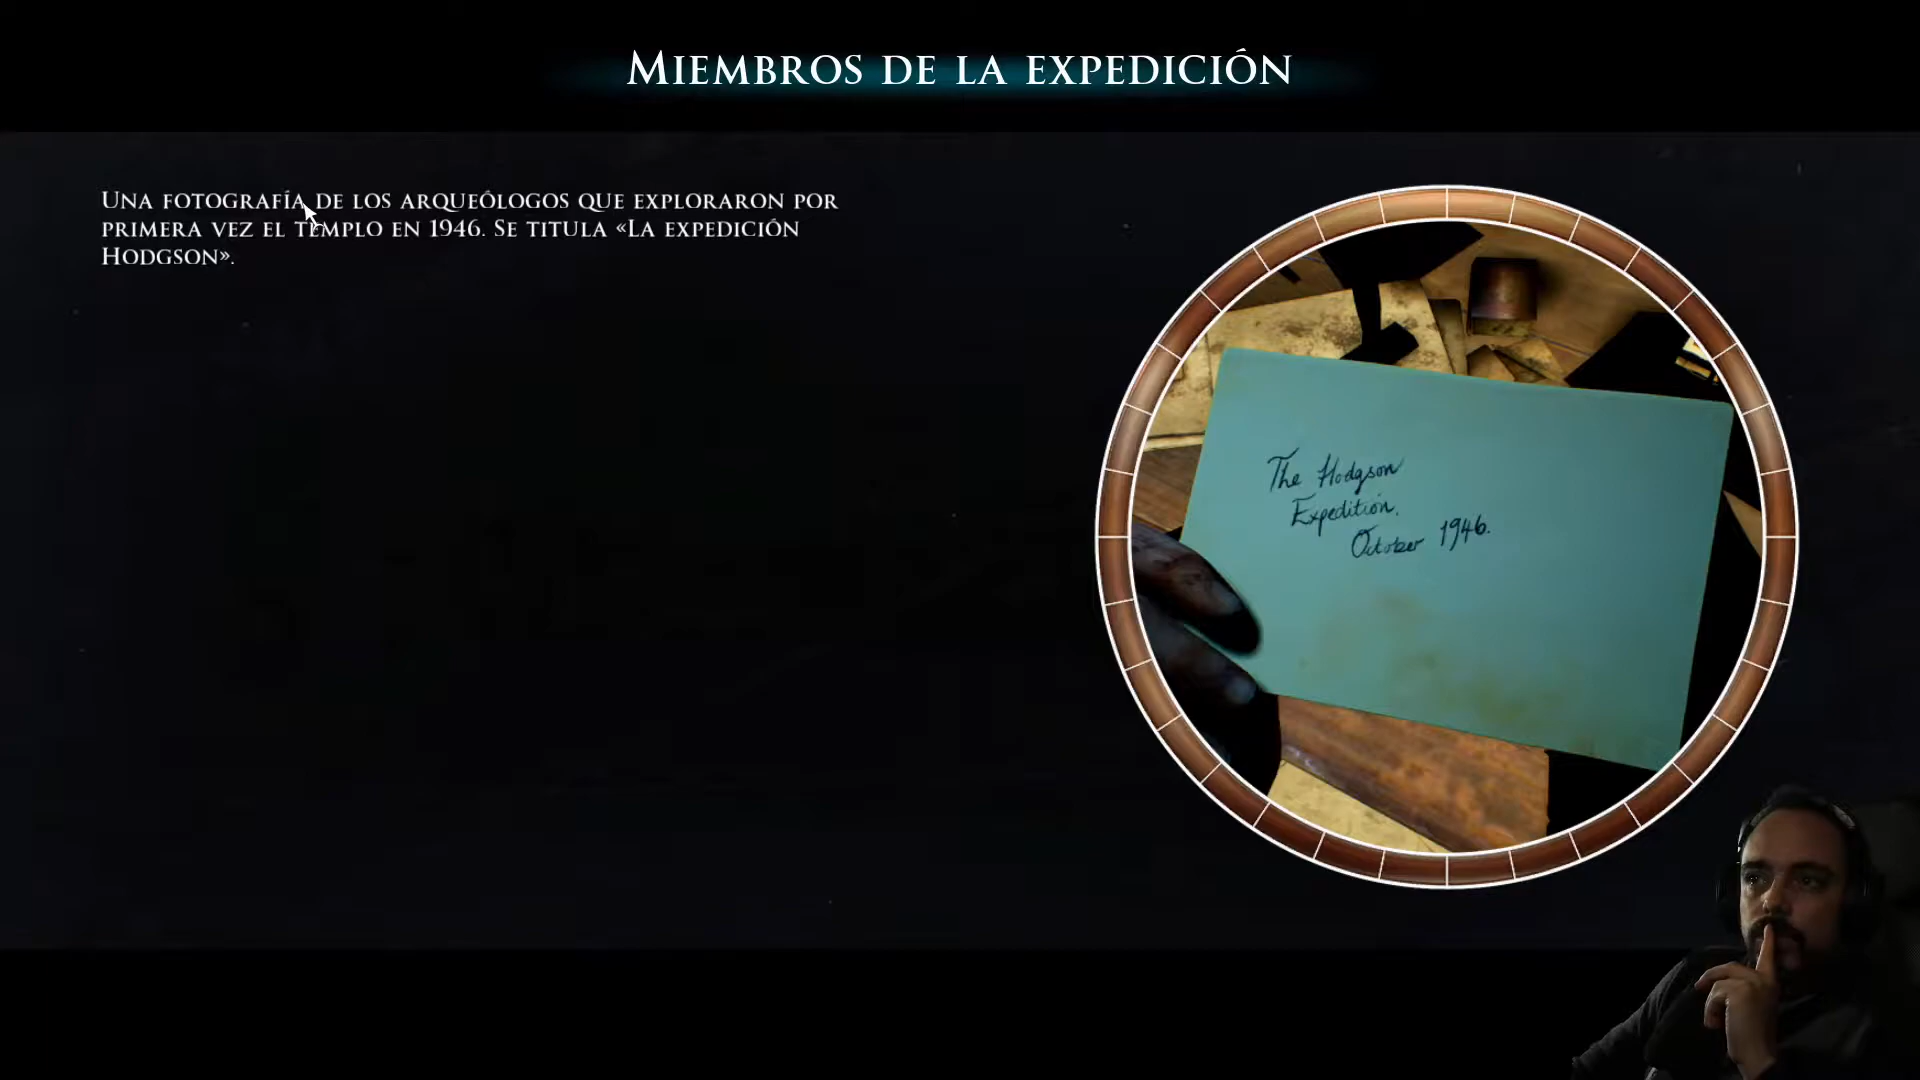 Miembros de la expedición
Una fotografía de los arqueólogos que exploraron por
primera vez el templo en 1946. Se titula «La expedición
Hodgson».
The Hodgson
Expedition.
October 1946.